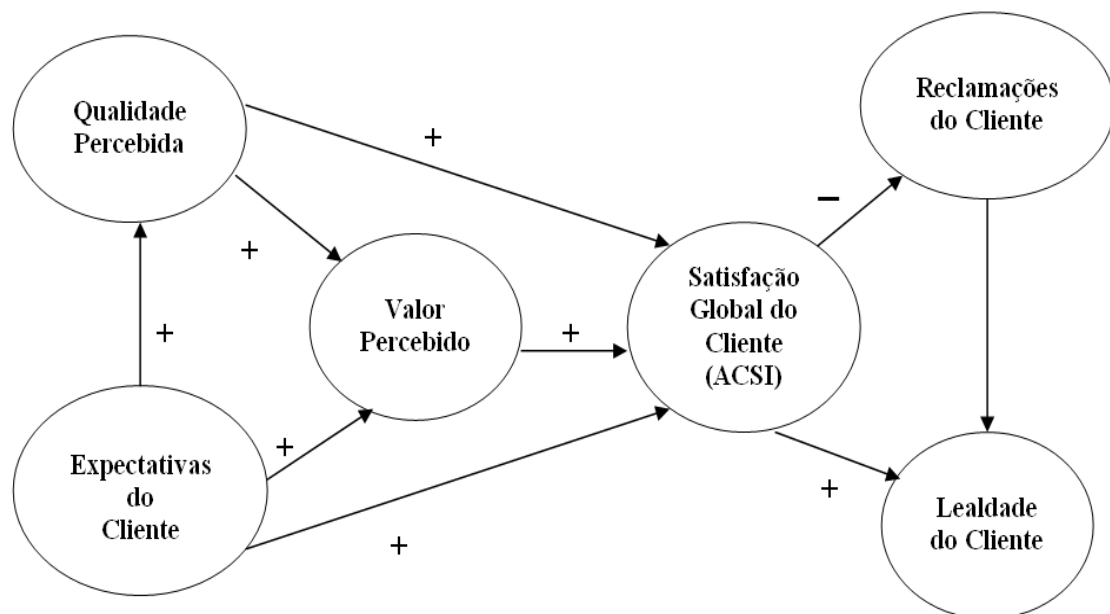 Qualidade
Percebida
Reclamações
do Cliente
+
–
+
Satisfação
Global do
Cliente
(ACSI)
Valor
Percebido
+
+
Expectativas
do
Cliente
+
+
+
Lealdade
do Cliente